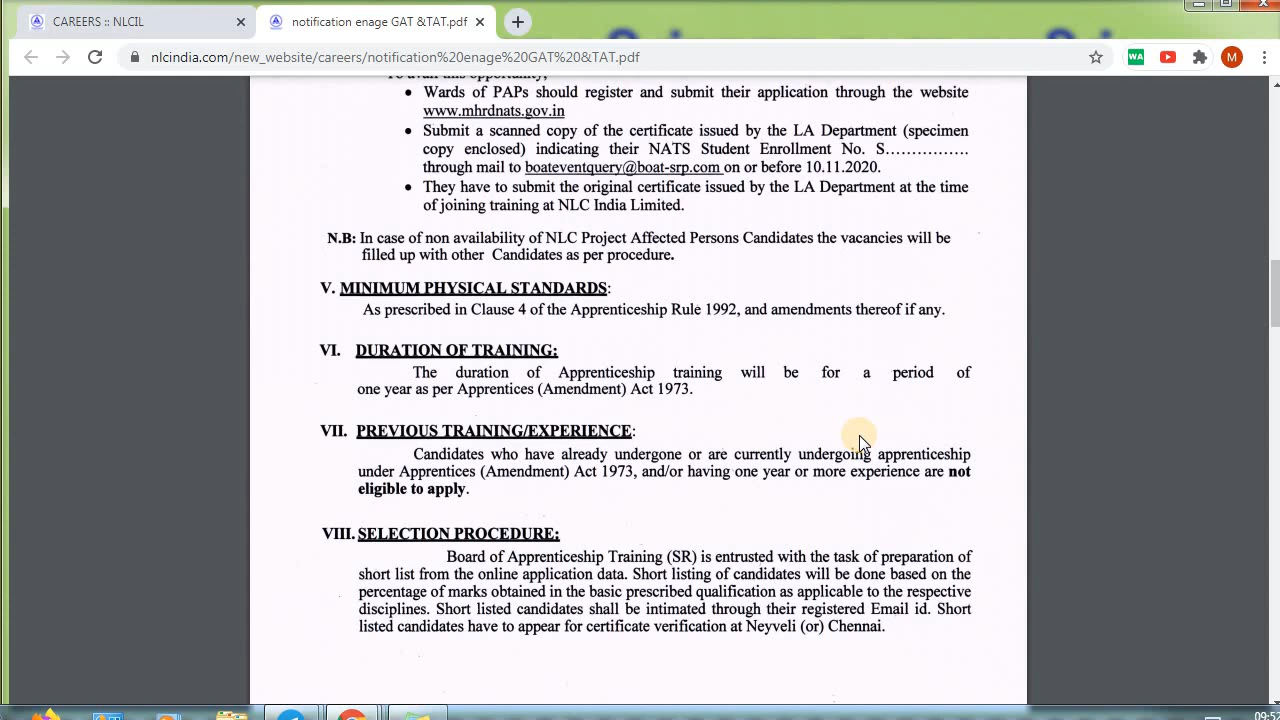 CAREERS :: NLCIL
notification enage GAT &TAT.pdf
nlcindia.com/new_website/careers/notification%20enage%20GAT%20&TAT.pdf
WA
M
To avail this opportunity,
• Wards of PAPs should register and submit their application through the website
www.mhrdnats.gov.in
• Submit a scanned copy of the certificate issued by the LA Department (specimen
copy enclosed) indicating their NATS Student Enrollment No. S................
through mail to boateventquery@boat-srp.com on or before 10.11.2020.
• They have to submit the original certificate issued by the LA Department at the time
of joining training at NLC India Limited.
N.B: In case of non availability of NLC Project Affected Persons Candidates the vacancies will be
filled up with other Candidates as per procedure.
V. MINIMUM PHYSICAL STANDARDS:
As prescribed in Clause 4 of the Apprenticeship Rule 1992, and amendments thereof if any.
VI. DURATION OF TRAINING:
The duration of Apprenticeship training will be for a period of
one year as per Apprentices (Amendment) Act 1973.
VII. PREVIOUS TRAINING/EXPERIENCE:
Candidates who have already undergone or are currently undergoing apprenticeship
under Apprentices (Amendment) Act 1973, and/or having one year or more experience are not
eligible to apply.
VIII. SELECTION PROCEDURE:
Board of Apprenticeship Training (SR) is entrusted with the task of preparation of
short list from the online application data. Short listing of candidates will be done based on the
percentage of marks obtained in the basic prescribed qualification as applicable to the respective
disciplines. Short listed candidates shall be intimated through their registered Email id. Short
listed candidates have to appear for certificate verification at Neyveli (or) Chennai.